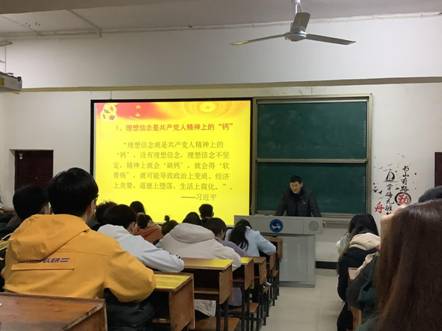 1、理想信念是共产党人精神上的“钙”
“理想信念就是共产党人精神上的
‘钙’，没有理想信念，理想信念不坚
定，精神上就会‘缺钙’，就会得‘软
骨病’，就可能导致政治上变质、经济
上贪婪、道德上堕落、生活上腐化。”。
——习近平